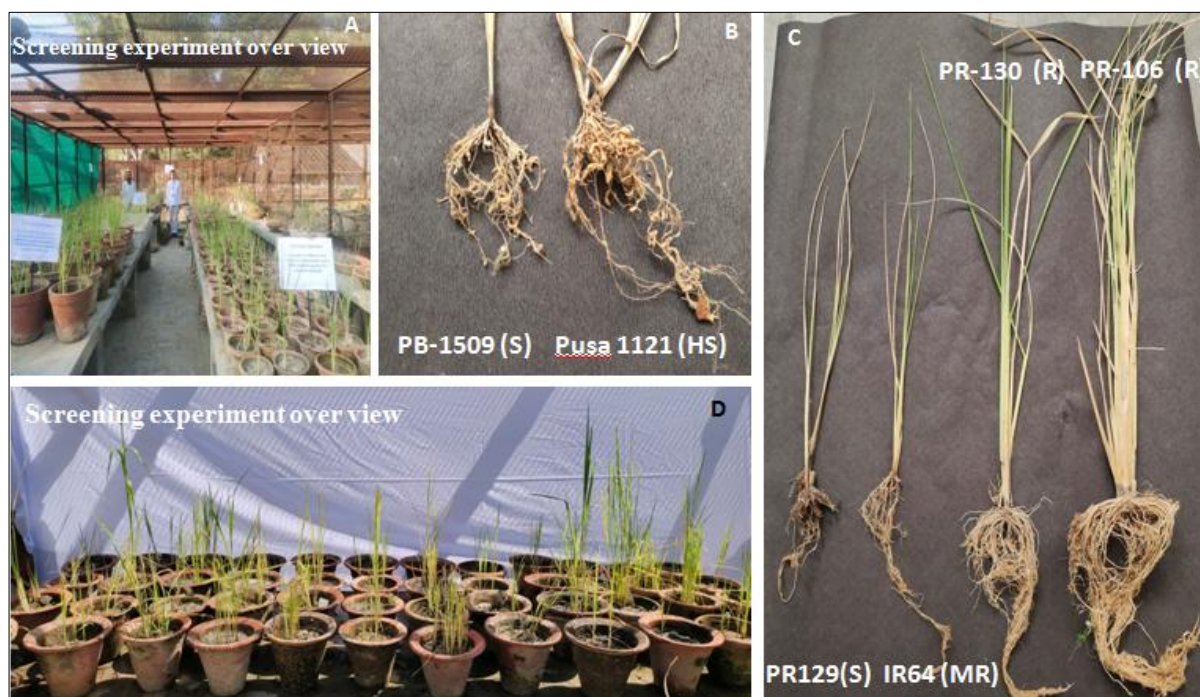 A
Screening experiment over view
B
PB-1509 (S) Pusa 1121 (HS)
C
PR-130 (R) PR-106 (R)
PR129(S) IR64 (MR)
Screening experiment over view
D